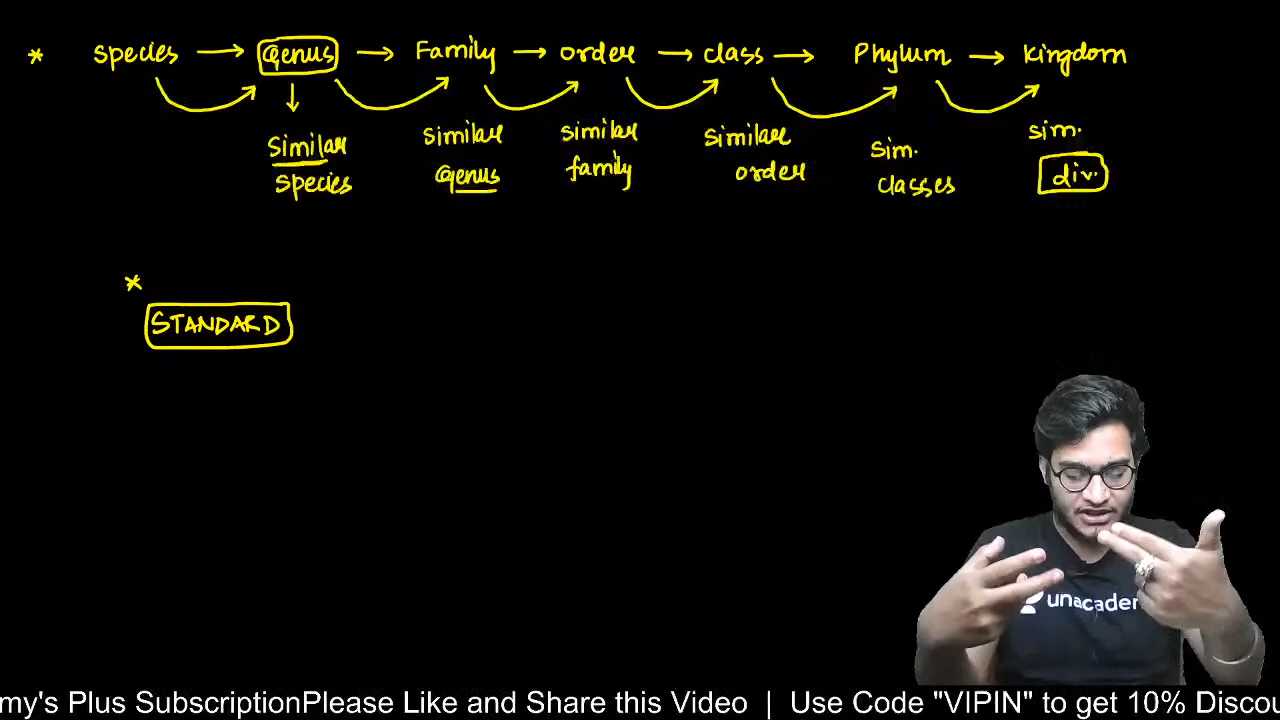 * Species → Genus → Family → order → class → Phylum → Kingdom
Similar species
similar Genus
similar family
similar order
sim. classes
sim. div.
*
STANDARD
unacadem
my's Plus SubscriptionPlease Like and Share this Video | Use Code "VIPIN" to get 10% Discou